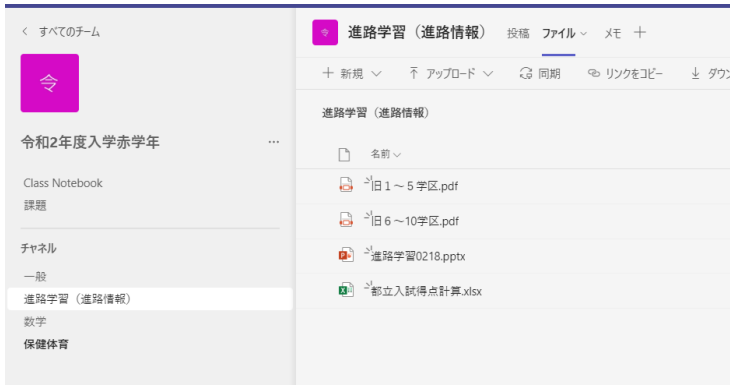 すべてのチーム
令
令和2年度入学赤学年
Class Notebook
課題
チャネル
一般
進路学習（進路情報）
数学
保健体育
令 進路学習（進路情報） 投稿 ファイル メモ
新規 アップロード 同期 リンクをコピー ダウン
進路学習（進路情報）
名前
旧1～5学区.pdf
旧6～10学区.pdf
進路学習0218.pptx
都立入試得点計算.xlsx